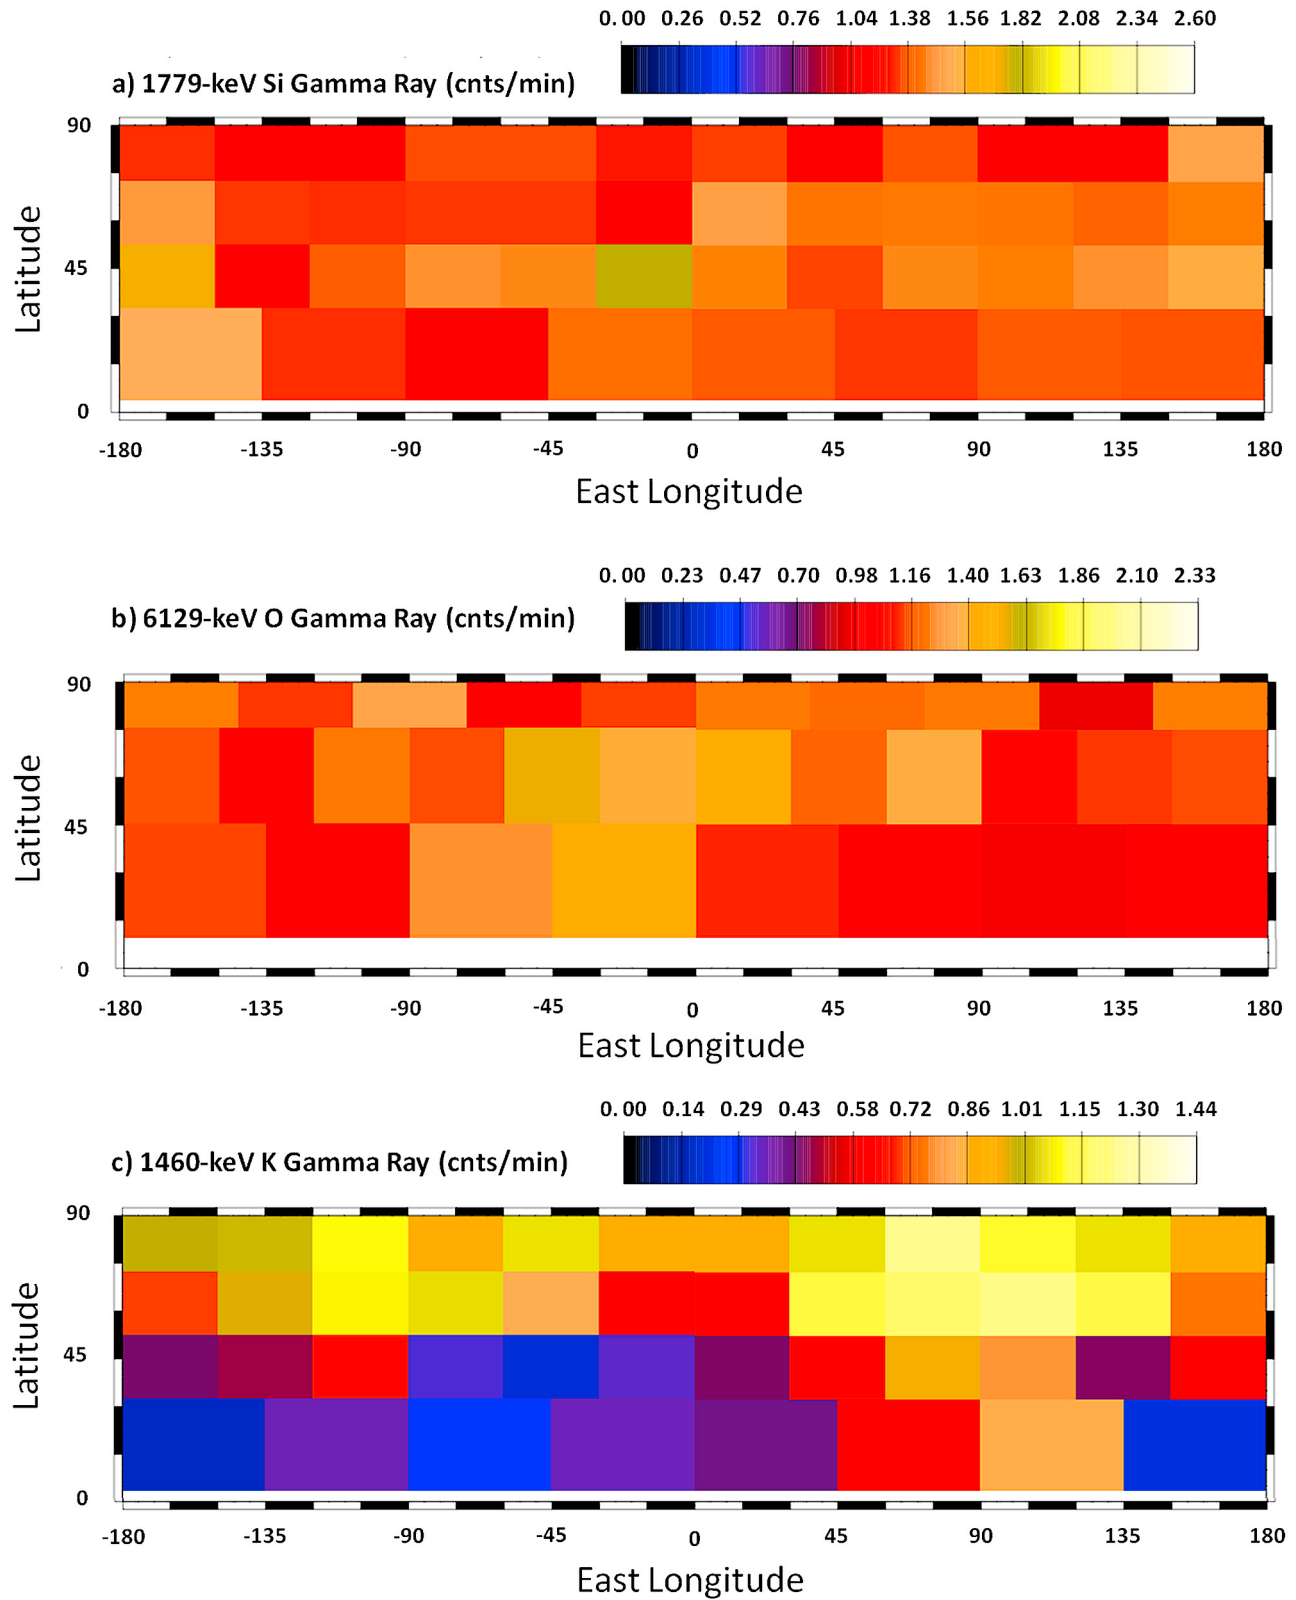 0.00 0.26 0.52 0.76 1.04 1.38 1.56 1.82 2.08 2.34 2.60
a) 1779-keV Si Gamma Ray (cnts/min)
90
45
0
Latitude
-180 -135 -90 -45 0 45 90 135 180
East Longitude
0.00 0.23 0.47 0.70 0.98 1.16 1.40 1.63 1.86 2.10 2.33
b) 6129-keV O Gamma Ray (cnts/min)
90
45
0
Latitude
-180 -135 -90 -45 0 45 90 135 180
East Longitude
0.00 0.14 0.29 0.43 0.58 0.72 0.86 1.01 1.15 1.30 1.44
c) 1460-keV K Gamma Ray (cnts/min)
90
45
0
Latitude
-180 -135 -90 -45 0 45 90 135 180
East Longitude